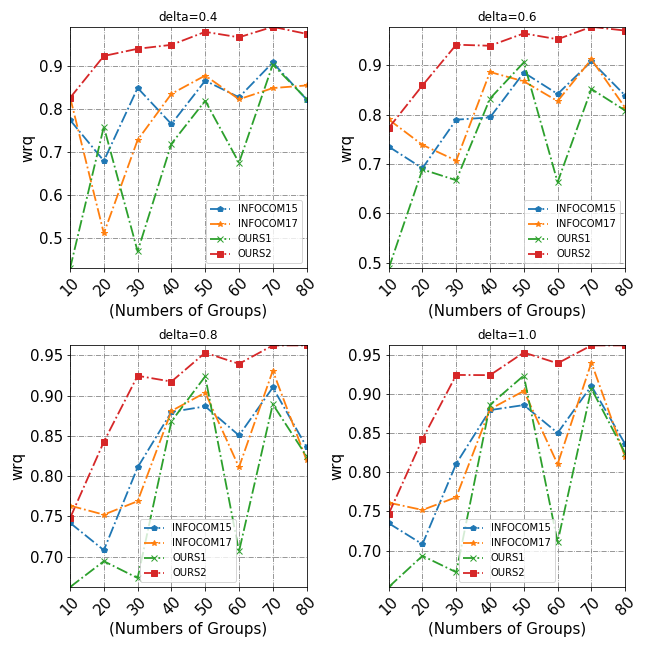 delta=0.4
wrq
0.9
0.8
0.7
0.6
0.5
INFOCOM15
INFOCOM17
OURS1
OURS2
10 20 30 40 50 60 70 80
(Numbers of Groups)
delta=0.6
wrq
0.9
0.8
0.7
0.6
0.5
INFOCOM15
INFOCOM17
OURS1
OURS2
10 20 30 40 50 60 70 80
(Numbers of Groups)
delta=0.8
wrq
0.95
0.90
0.85
0.80
0.75
0.70
INFOCOM15
INFOCOM17
OURS1
OURS2
10 20 30 40 50 60 70 80
(Numbers of Groups)
delta=1.0
wrq
0.95
0.90
0.85
0.80
0.75
0.70
INFOCOM15
INFOCOM17
OURS1
OURS2
10 20 30 40 50 60 70 80
(Numbers of Groups)